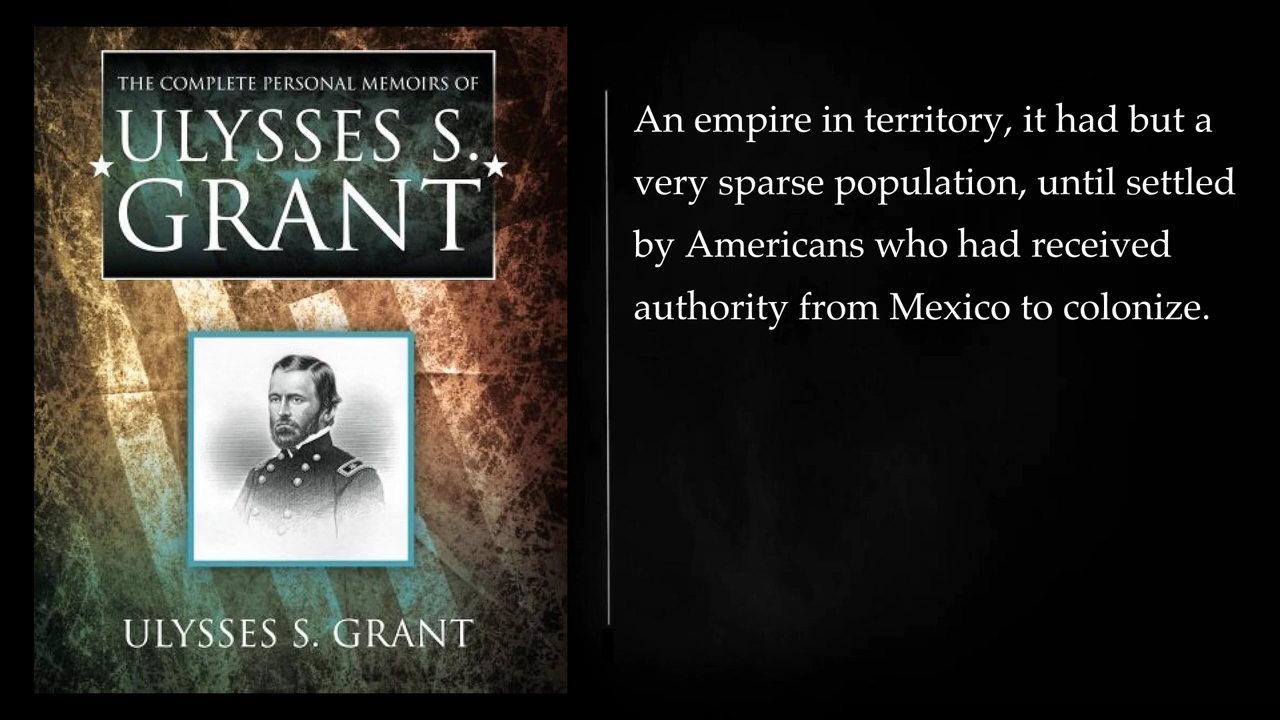 THE COMPLETE PERSONAL MEMOIRS OF
ULYSSES S.
GRANT
ULYSSES S. GRANT
An empire in territory, it had but a
very sparse population, until settled
by Americans who had received
authority from Mexico to colonize.